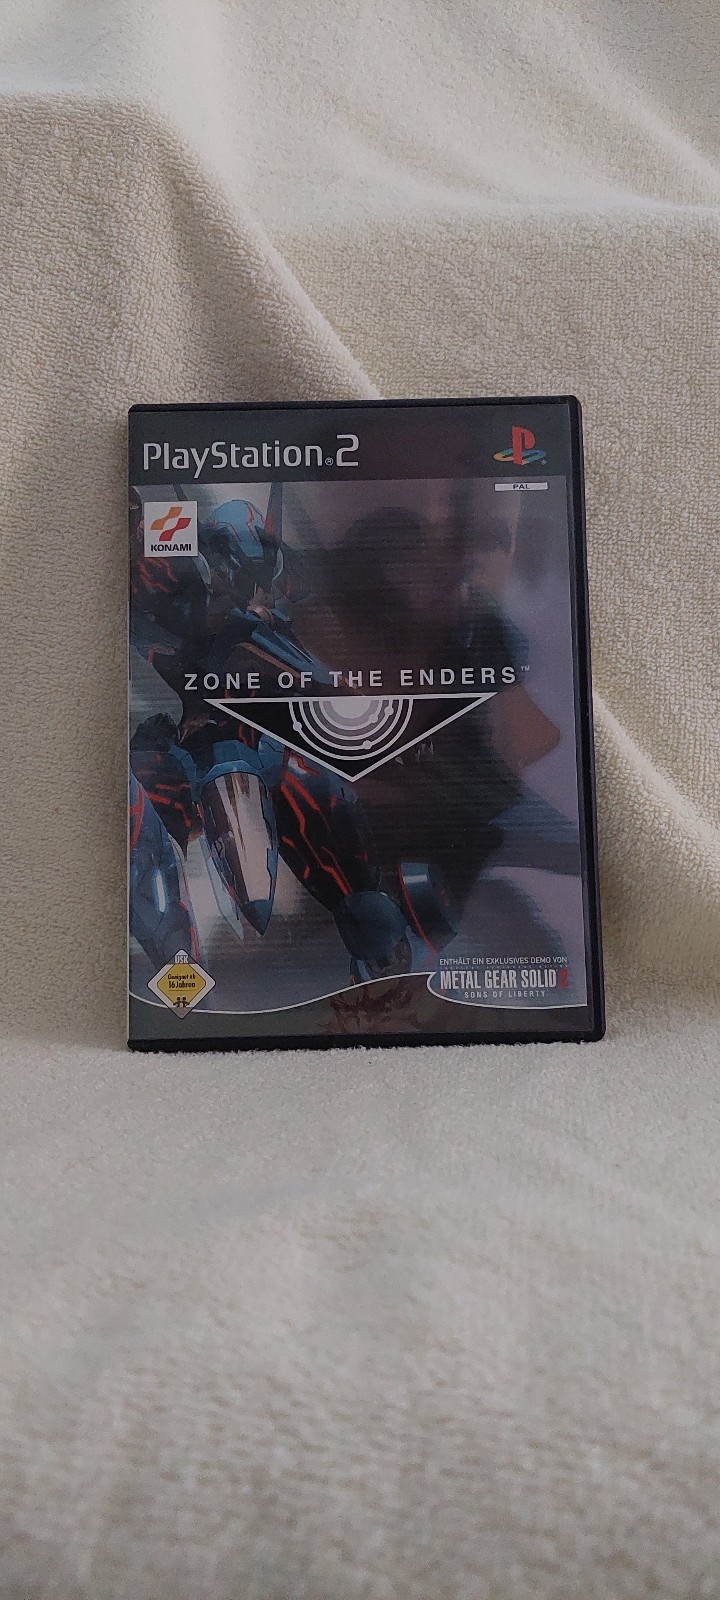 PlayStation®2
PAL
KONAMI
ZONE OF THE ENDERS™
USK
Geeignet ab
16 Jahren
ENTHÄLT EIN EXKLUSIVES DEMO VON
METAL GEAR SOLID 2
SONS OF LIBERTY